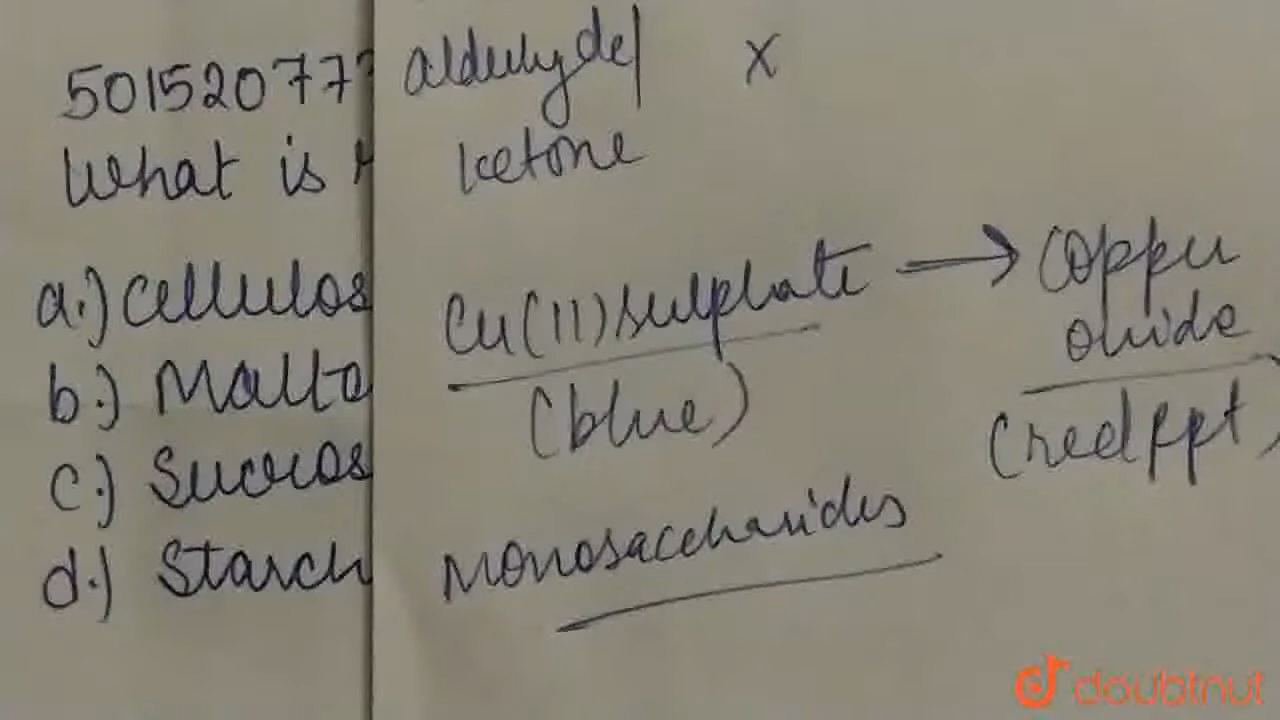 50152077?
What is
a.) Cellulos
b.) Malto
c.) Sucros
d.) Starch
aldehyde/ x
ketone
Cu(II) sulphate → Copper
oxide
(blue)
(red ppt)
Monosaccharides
doubtnut